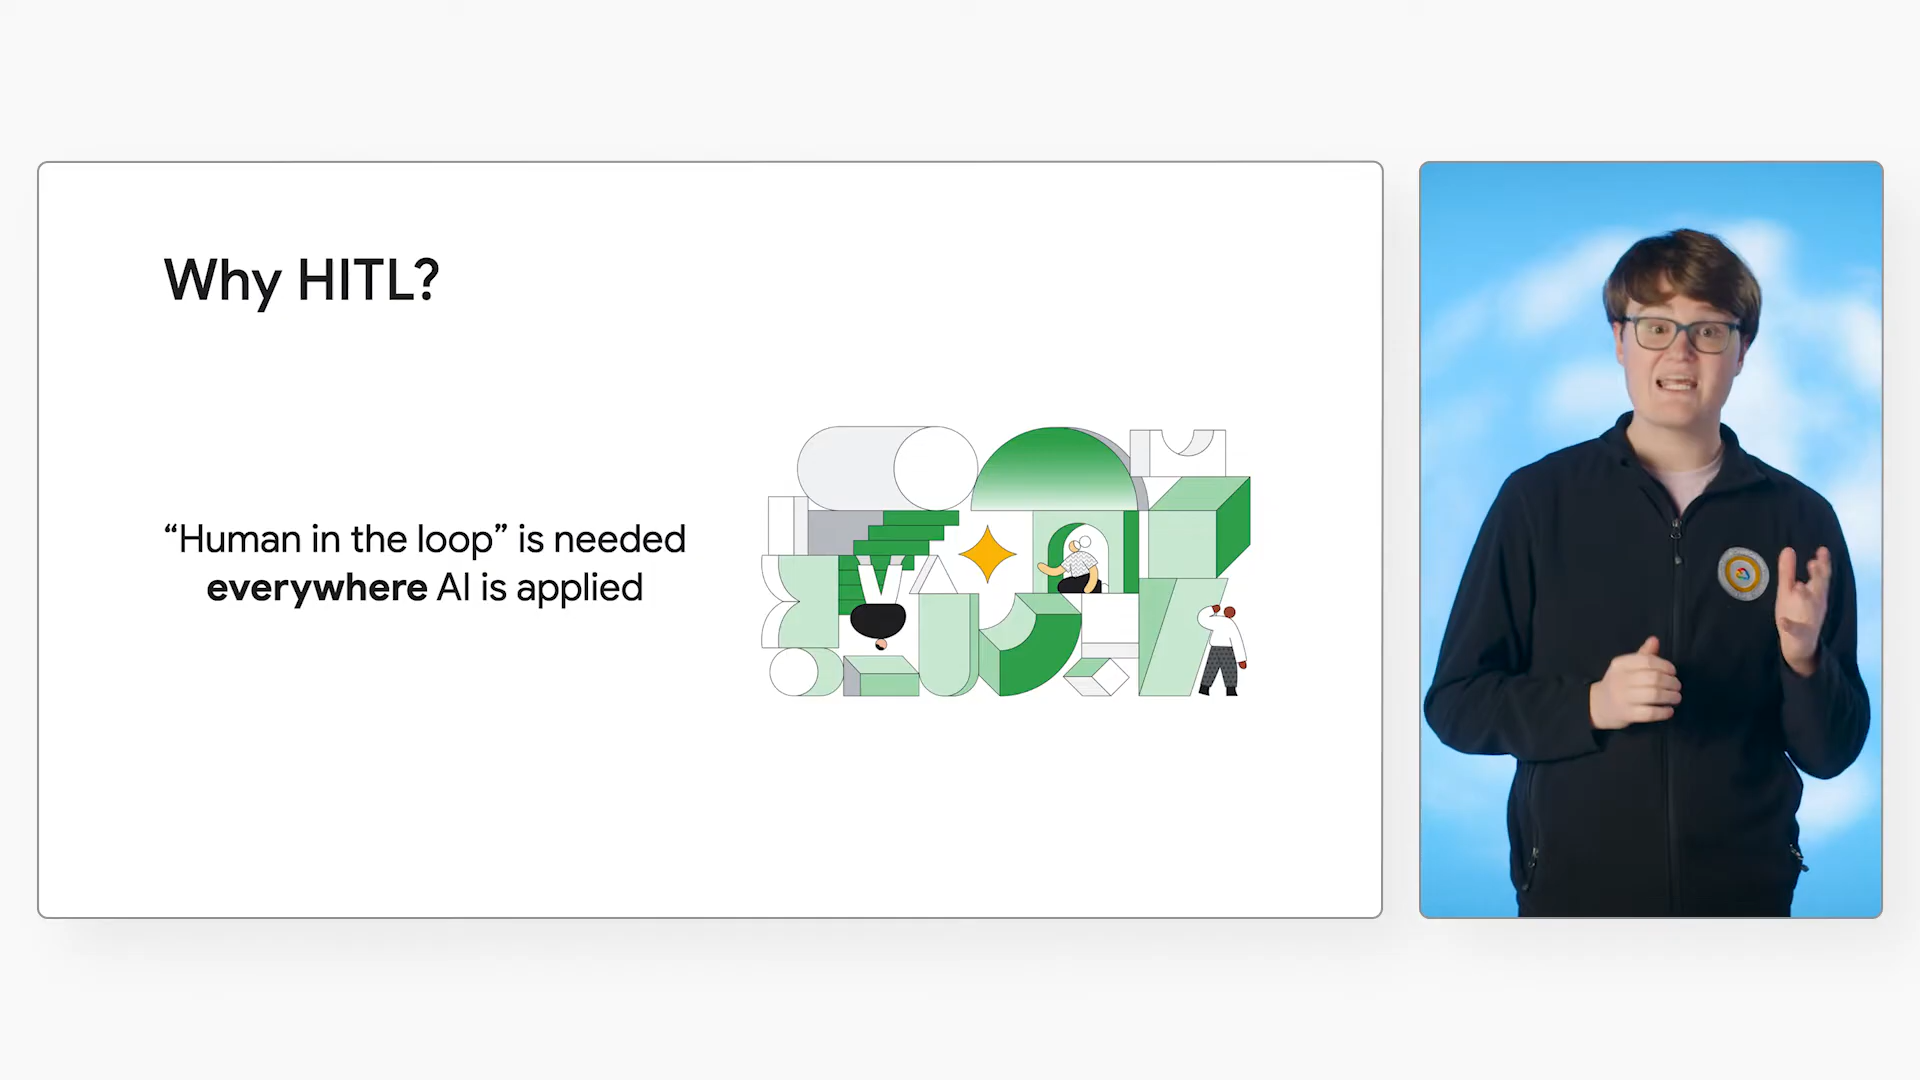 Why HITL?
“Human in the loop” is needed
everywhere AI is applied